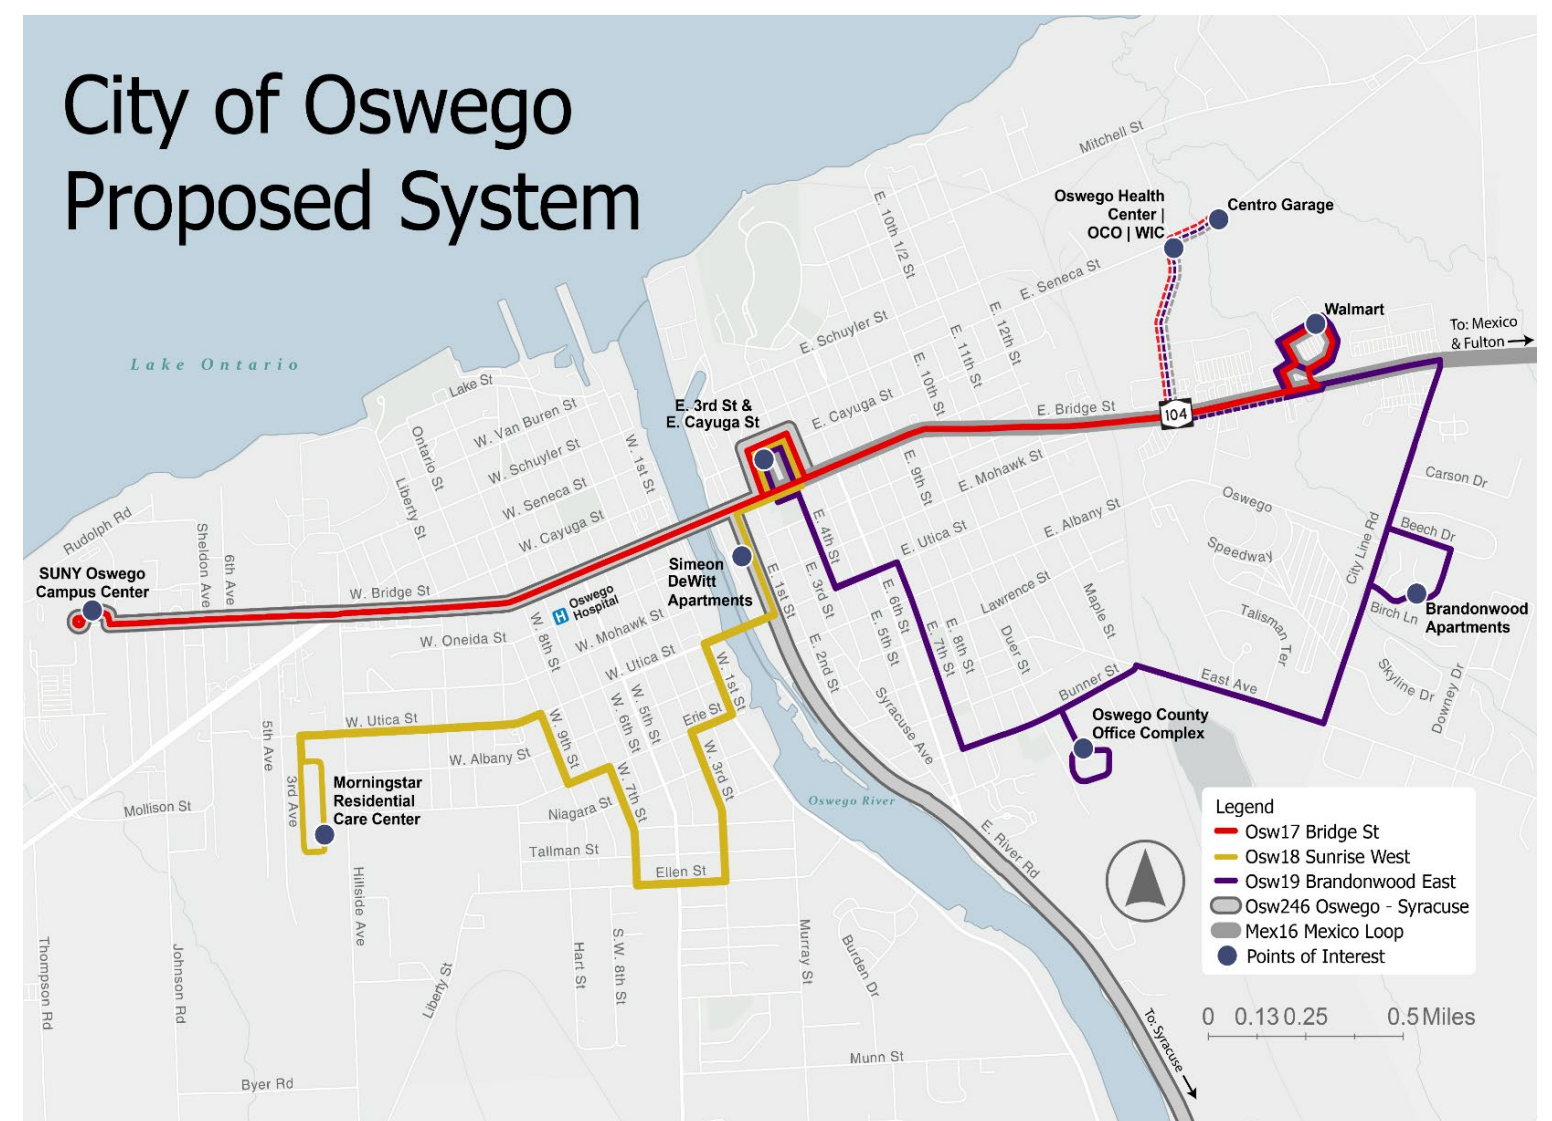 City of Oswego
Proposed System
Lake Ontario
Mitchell St
Oswego Health
Center |
OCO | WIC
Centro Garage
E. 10th 1/2 St
E. Seneca St
E. Schuyler St
E. 12th St
E. 11th St
E. 10th St
Walmart
To: Mexico
& Fulton
104
E. Bridge St
E. Cayuga St
E. 3rd St &
E. Cayuga St
Lake St
W. Van Buren St
W. Schuyler St
W. Seneca St
W. Cayuga St
Ontario St
Liberty St
W. 1st St
E. 9th St
E. Mohawk St
E. Albany St
E. Utica St
E. 4th St
Oswego
Speedway
Carson Dr
Beech Dr
City Line Rd
Birch Ln
Brandonwood
Apartments
Talisman Ter
Skyline Dr
Downey Dr
Rudolph Rd
Sheldon Ave
6th Ave
SUNY Oswego
Campus Center
W. Bridge St
Oswego
Hospital
H
Simeon
DeWitt
Apartments
E. 1st St
E. 3rd St
E. 2nd St
E. 6th St
E. 5th St
E. 7th St
E. 8th St
Lawrence St
Duer St
Maple St
Bunner St
East Ave
W. Oneida St
W. 8th St
W. Mohawk St
W. Utica St
W. 1st St
Erie St
W. 5th St
W. 6th St
W. 9th St
W. 7th St
W. 3rd St
W. Utica St
W. Albany St
5th Ave
3rd Ave
Mollison St
Morningstar
Residential
Care Center
Niagara St
Tallman St
Ellen St
Syracuse Ave
Oswego River
E. River Rd
Oswego County
Office Complex
Hillside Ave
Thompson Rd
Johnson Rd
Liberty St
Hart St
S.W. 8th St
Murray St
Burden Dr
Munn St
Byer Rd
To: Syracuse
Legend
Osw17 Bridge St
Osw18 Sunrise West
Osw19 Brandonwood East
Osw246 Oswego - Syracuse
Mex16 Mexico Loop
Points of Interest
0 0.13 0.25 0.5 Miles